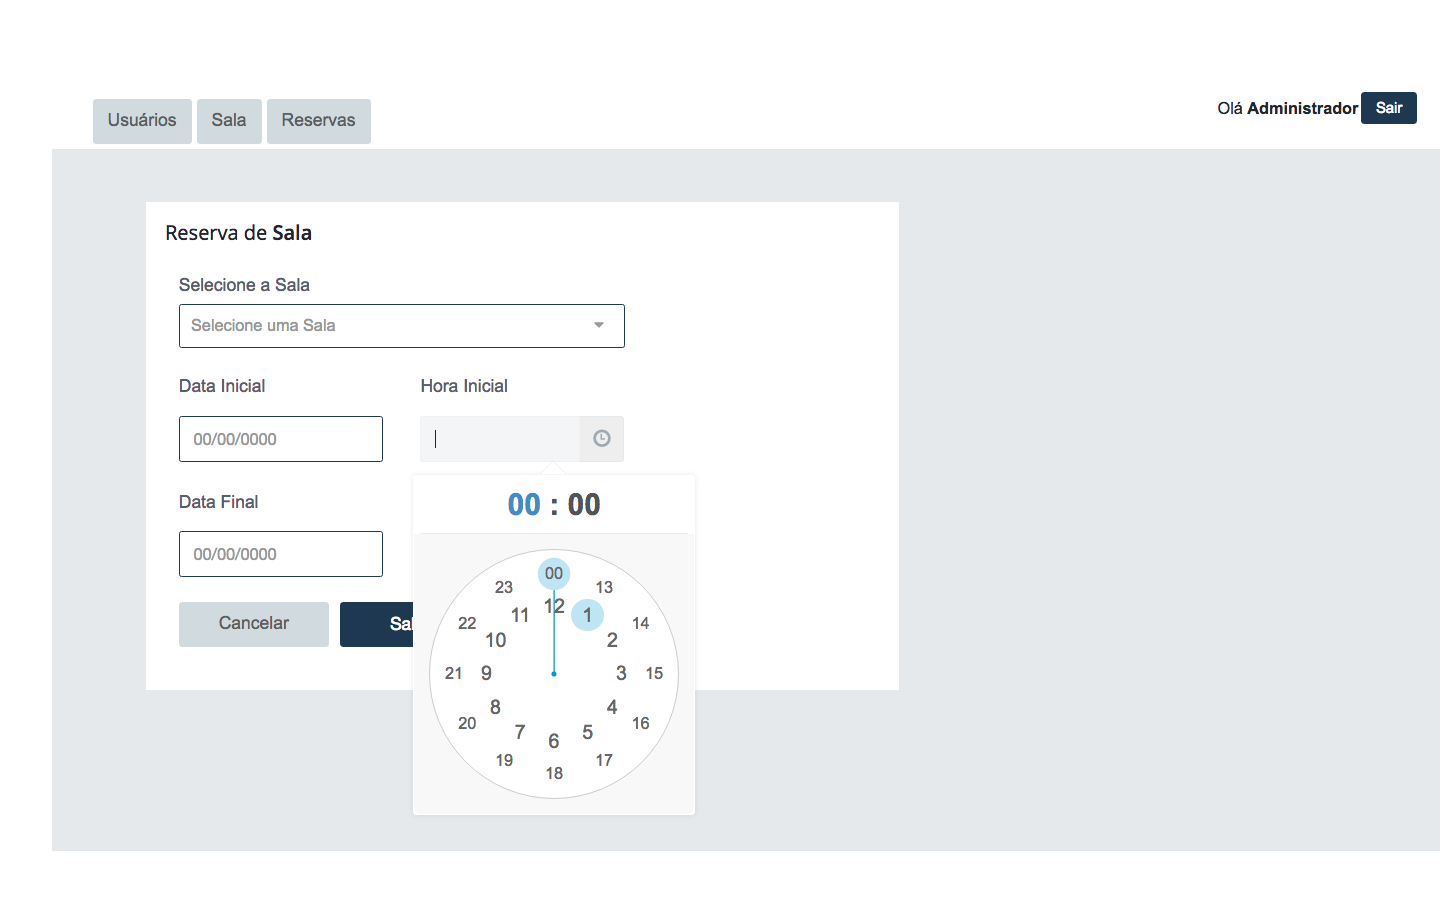 Usuários Sala Reservas
Olá Administrador Sair
Reserva de Sala
Selecione a Sala
Selecione uma Sala
Data Inicial Hora Inicial
00/00/0000
00 : 00
Data Final
00/00/0000
Cancelar Sal
00
23 13
12
11 1
22 14
10 2
21 9 3 15
8 4
20 16
7 5
6
19 17
18